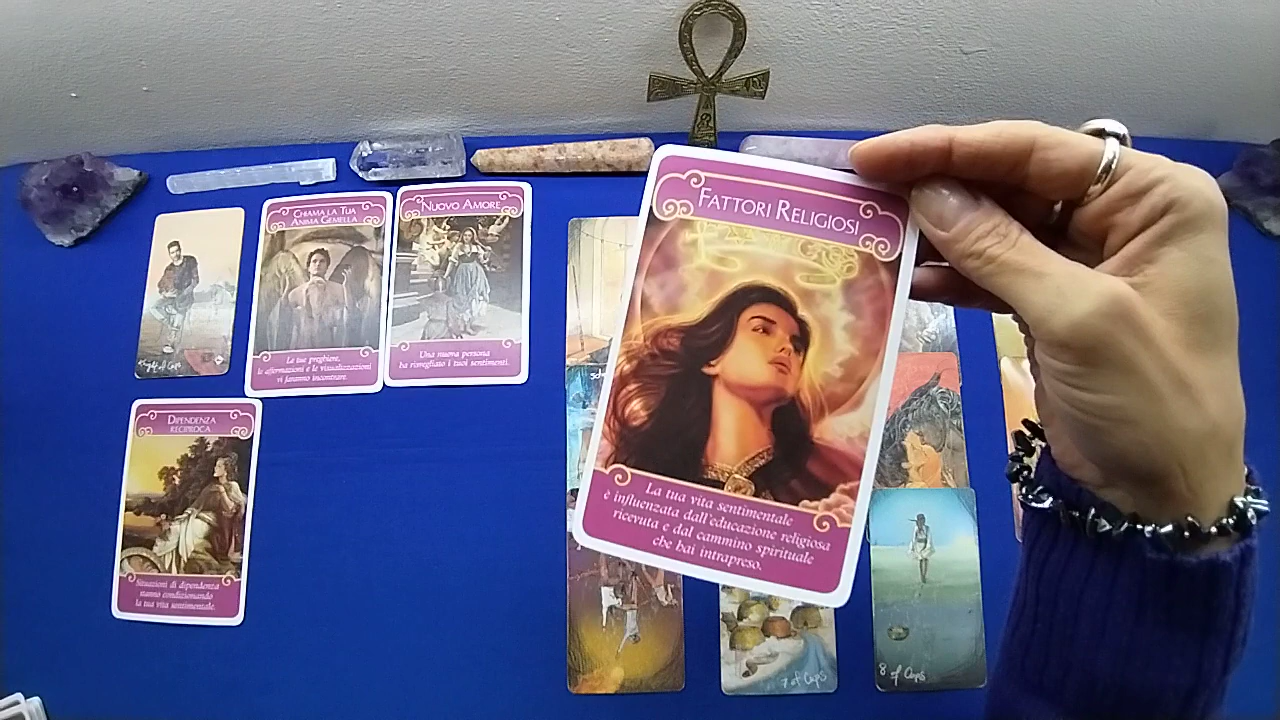 CHIAMA LA TUA
ANIMA GEMELLA
Le tue preghiere,
le affermazioni e le visualizzazioni
vi faranno incontrare.
NUOVO AMORE
Una nuova persona
ha risvegliato i tuoi sentimenti.
FATTORI RELIGIOSI
La tua vita sentimentale
è influenzata dall'educazione religiosa
ricevuta e dal cammino spirituale
che hai intrapreso.
DIPENDENZA
RECIPROCA
Situazioni di dipendenza
stanno condizionando
la tua vita sentimentale.
of Cups
7 of Cups
8 of Cups